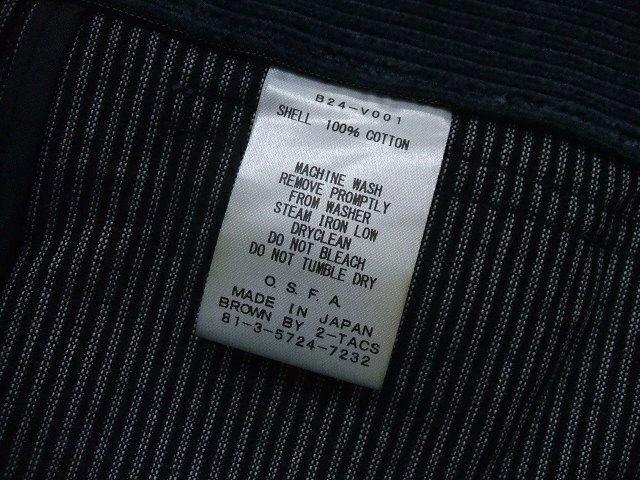 B24-V001
SHELL 100% COTTON
MACHINE WASH
REMOVE PROMPTLY
FROM WASHER
STEAM IRON LOW
DRYCLEAN
DO NOT BLEACH
DO NOT TUMBLE DRY
O.S.F.A.
MADE IN JAPAN
BROWN BY 2-TACS
81-3-5724-7232